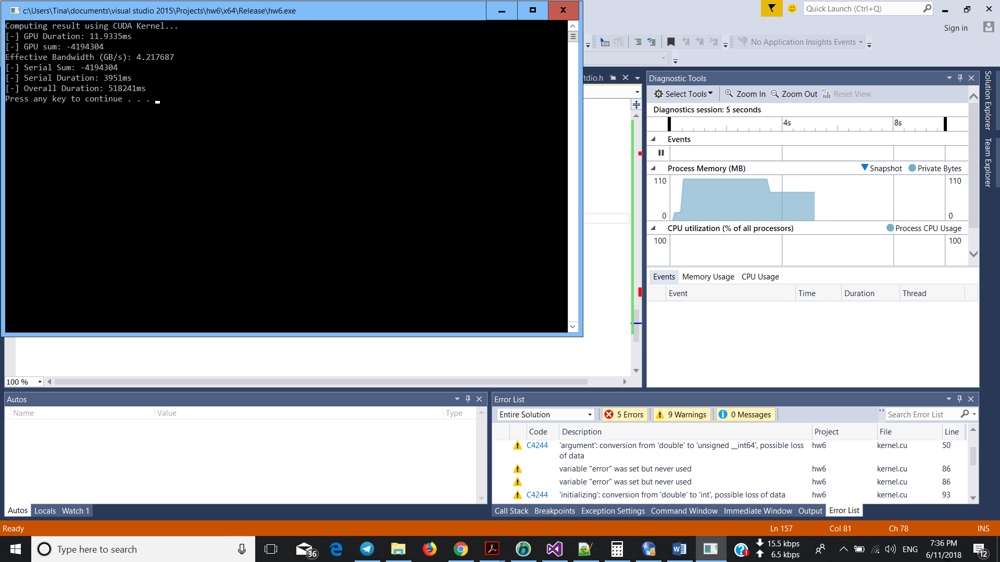 c:\Users\Tina\documents\visual studio 2015\Projects\hw6\x64\Release\hw6.exe
Computing result using CUDA Kernel...
[-] GPU Duration: 11.9335ms
[-] GPU sum: -4194304
Effective Bandwidth (GB/s): 4.217687
[-] Serial Sum: -4194304
[-] Serial Duration: 3951ms
[-] Overall Duration: 518241ms
Press any key to continue . . .
Quick Launch (Ctrl+Q)
Sign in
No Application Insights Events
tdio.h
Diagnostic Tools
Select Tools
Zoom In
Zoom Out
Reset View
Diagnostics session: 5 seconds
4s
8s
Events
Process Memory (MB)
Snapshot
Private Bytes
110
110
0
0
CPU utilization (% of all processors)
Process CPU Usage
100
100
Events
Memory Usage
CPU Usage
Event
Time
Duration
Thread
Solution Explorer
Team Explorer
100 %
Autos
Name
Value
Type
Autos
Locals
Watch 1
Error List
Entire Solution
5 Errors
9 Warnings
0 Messages
Search Error List
Code
Description
Project
File
Line
C4244 'argument': conversion from 'double' to 'unsigned __int64', possible loss hw6 kernel.cu 50
of data
variable "error" was set but never used hw6 kernel.cu 86
variable "error" was set but never used hw6 kernel.cu 86
C4244 'initializing': conversion from 'double' to 'int', possible loss of data hw6 kernel.cu 93
Call Stack
Breakpoints
Exception Settings
Command Window
Immediate Window
Output
Error List
Ready
Ln 157
Col 81
Ch 78
INS
Type here to search
36
15.5 kbps
6.5 kbps
ENG
7:36 PM
6/11/2018
12